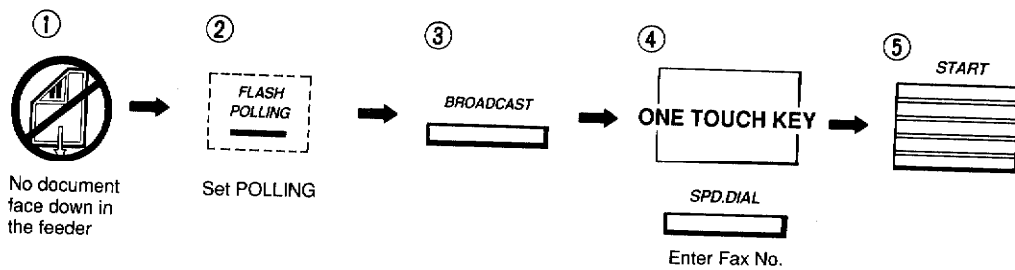 ①
No document
face down in
the feeder
②
FLASH
POLLING
Set POLLING
③
BROADCAST
④
ONE TOUCH KEY
SPD.DIAL
Enter Fax No.
⑤
START